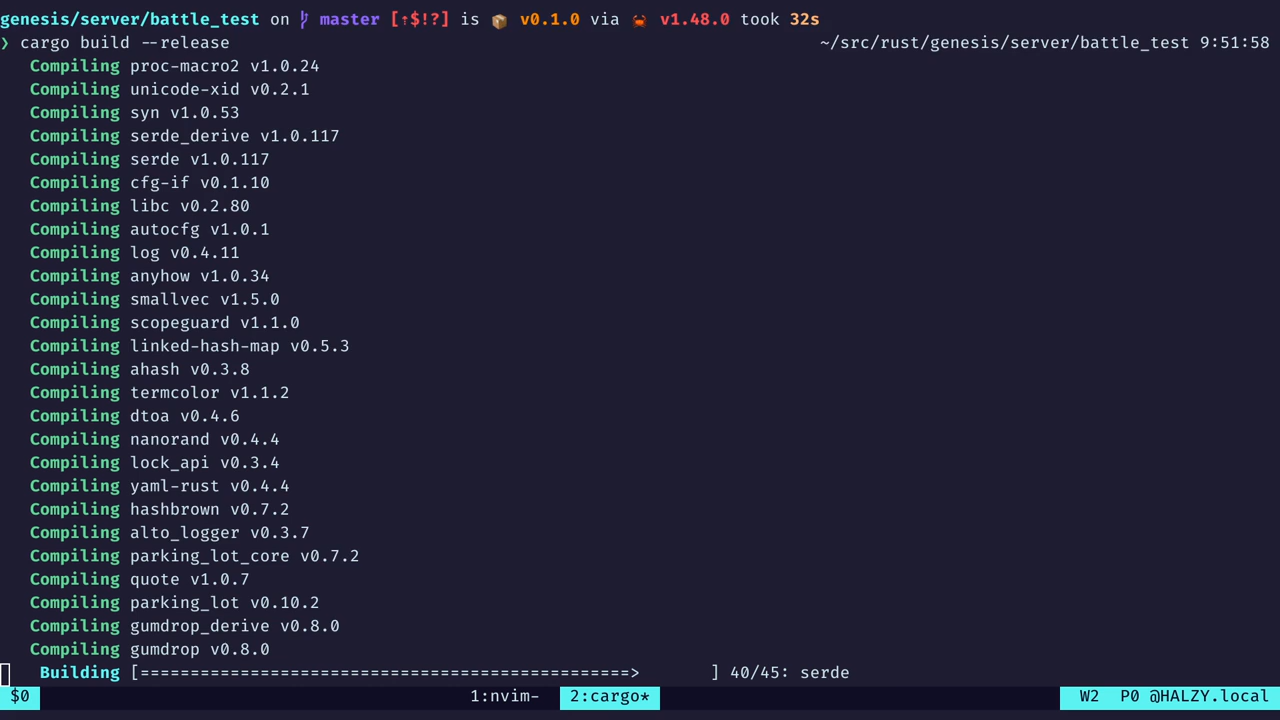 genesis/server/battle_test on master [⇡$!?] is 📦 v0.1.0 via 🦀 v1.48.0 took 32s
❯ cargo build --release ~/src/rust/genesis/server/battle_test 9:51:58
Compiling proc-macro2 v1.0.24
Compiling unicode-xid v0.2.1
Compiling syn v1.0.53
Compiling serde_derive v1.0.117
Compiling serde v1.0.117
Compiling cfg-if v0.1.10
Compiling libc v0.2.80
Compiling autocfg v1.0.1
Compiling log v0.4.11
Compiling anyhow v1.0.34
Compiling smallvec v1.5.0
Compiling scopeguard v1.1.0
Compiling linked-hash-map v0.5.3
Compiling ahash v0.3.8
Compiling termcolor v1.1.2
Compiling dtoa v0.4.6
Compiling nanorand v0.4.4
Compiling lock_api v0.3.4
Compiling yaml-rust v0.4.4
Compiling hashbrown v0.7.2
Compiling alto_logger v0.3.7
Compiling parking_lot_core v0.7.2
Compiling quote v1.0.7
Compiling parking_lot v0.10.2
Compiling gumdrop_derive v0.8.0
Compiling gumdrop v0.8.0
Building [=================================================>        ] 40/45: serde
$0 1:nvim- 2:cargo* W2 P0 @HALZY.local